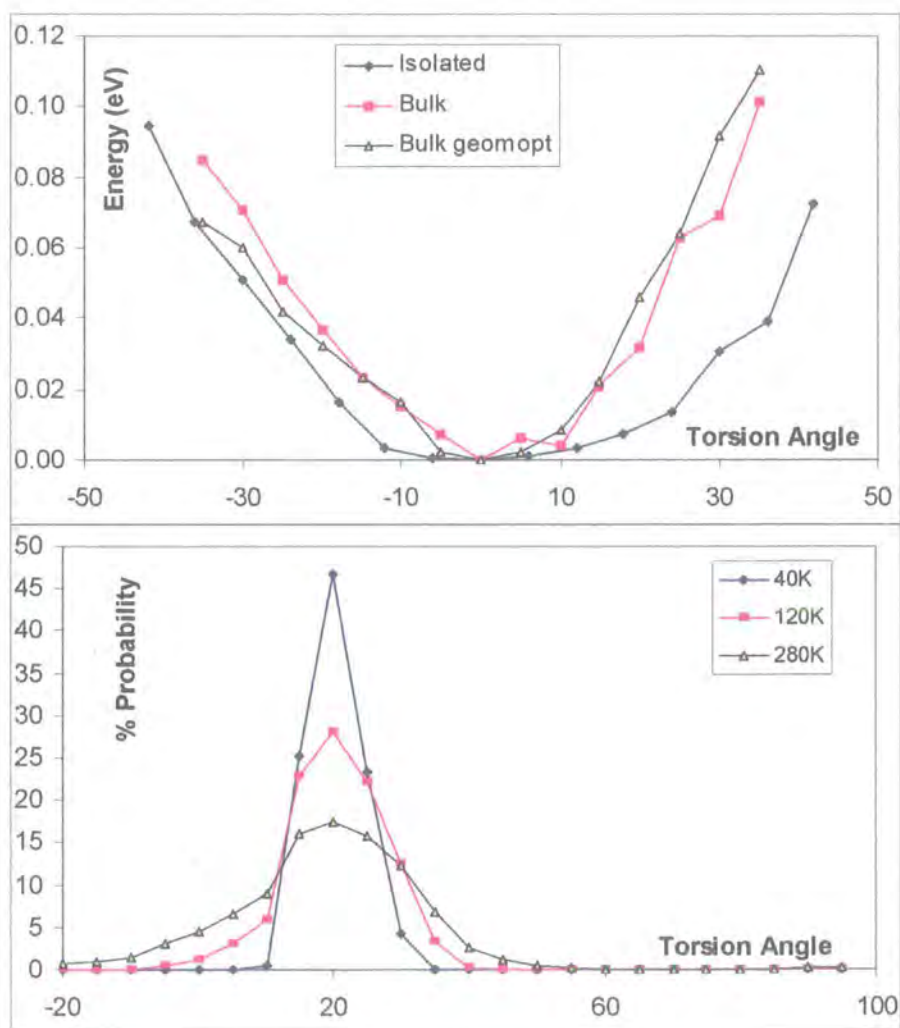 0.12
0.10
0.08
0.06
0.04
0.02
0.00
Energy (eV)
Isolated
Bulk
Bulk geomopt
Torsion Angle
-50
-30
-10
10
30
50
50
45
40
35
30
25
20
15
10
5
0
% Probability
40K
120K
280K
Torsion Angle
-20
20
60
100